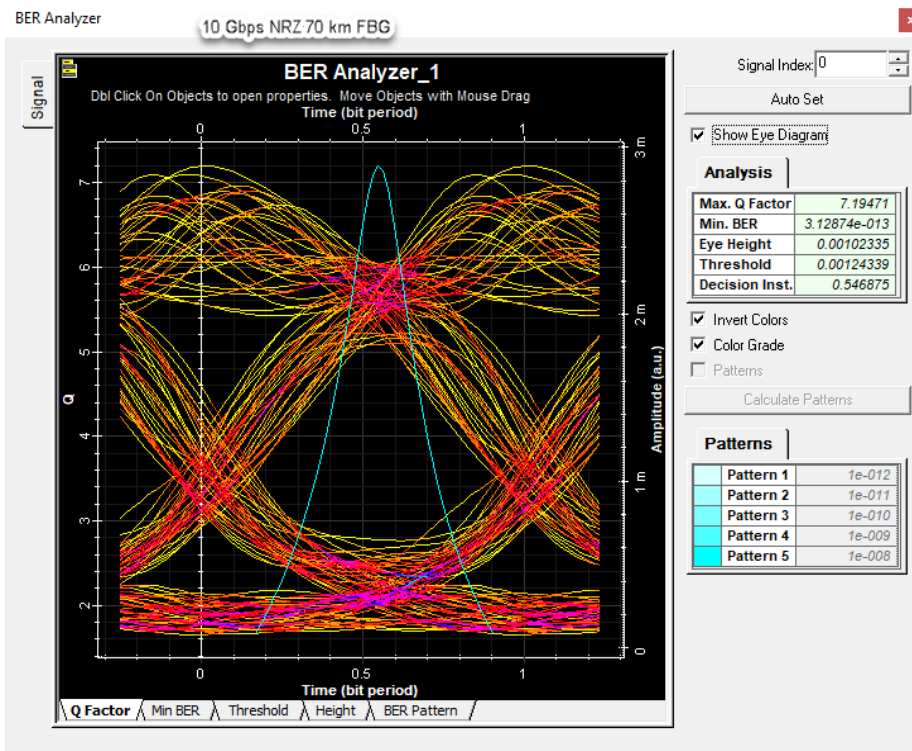 BER Analyzer
10 Gbps NRZ 70 km FBG
x
Signal
BER Analyzer_1
Dbl Click On Objects to open properties.  Move Objects with Mouse Drag
Time (bit period)
0 0.5 1
Q
7
6
5
4
3
2
Amplitude (a.u.)
3 m
2 m
1 m
0
0 0.5 1
Time (bit period)
Q Factor Min BER Threshold Height BER Pattern
Signal Index: 0
Auto Set
Show Eye Diagram
Analysis
Max. Q Factor 7.19471
Min. BER 3.12874e-013
Eye Height 0.00102335
Threshold 0.00124339
Decision Inst. 0.546875
Invert Colors
Color Grade
Patterns
Calculate Patterns
Patterns
Pattern 1 1e-012
Pattern 2 1e-011
Pattern 3 1e-010
Pattern 4 1e-009
Pattern 5 1e-008